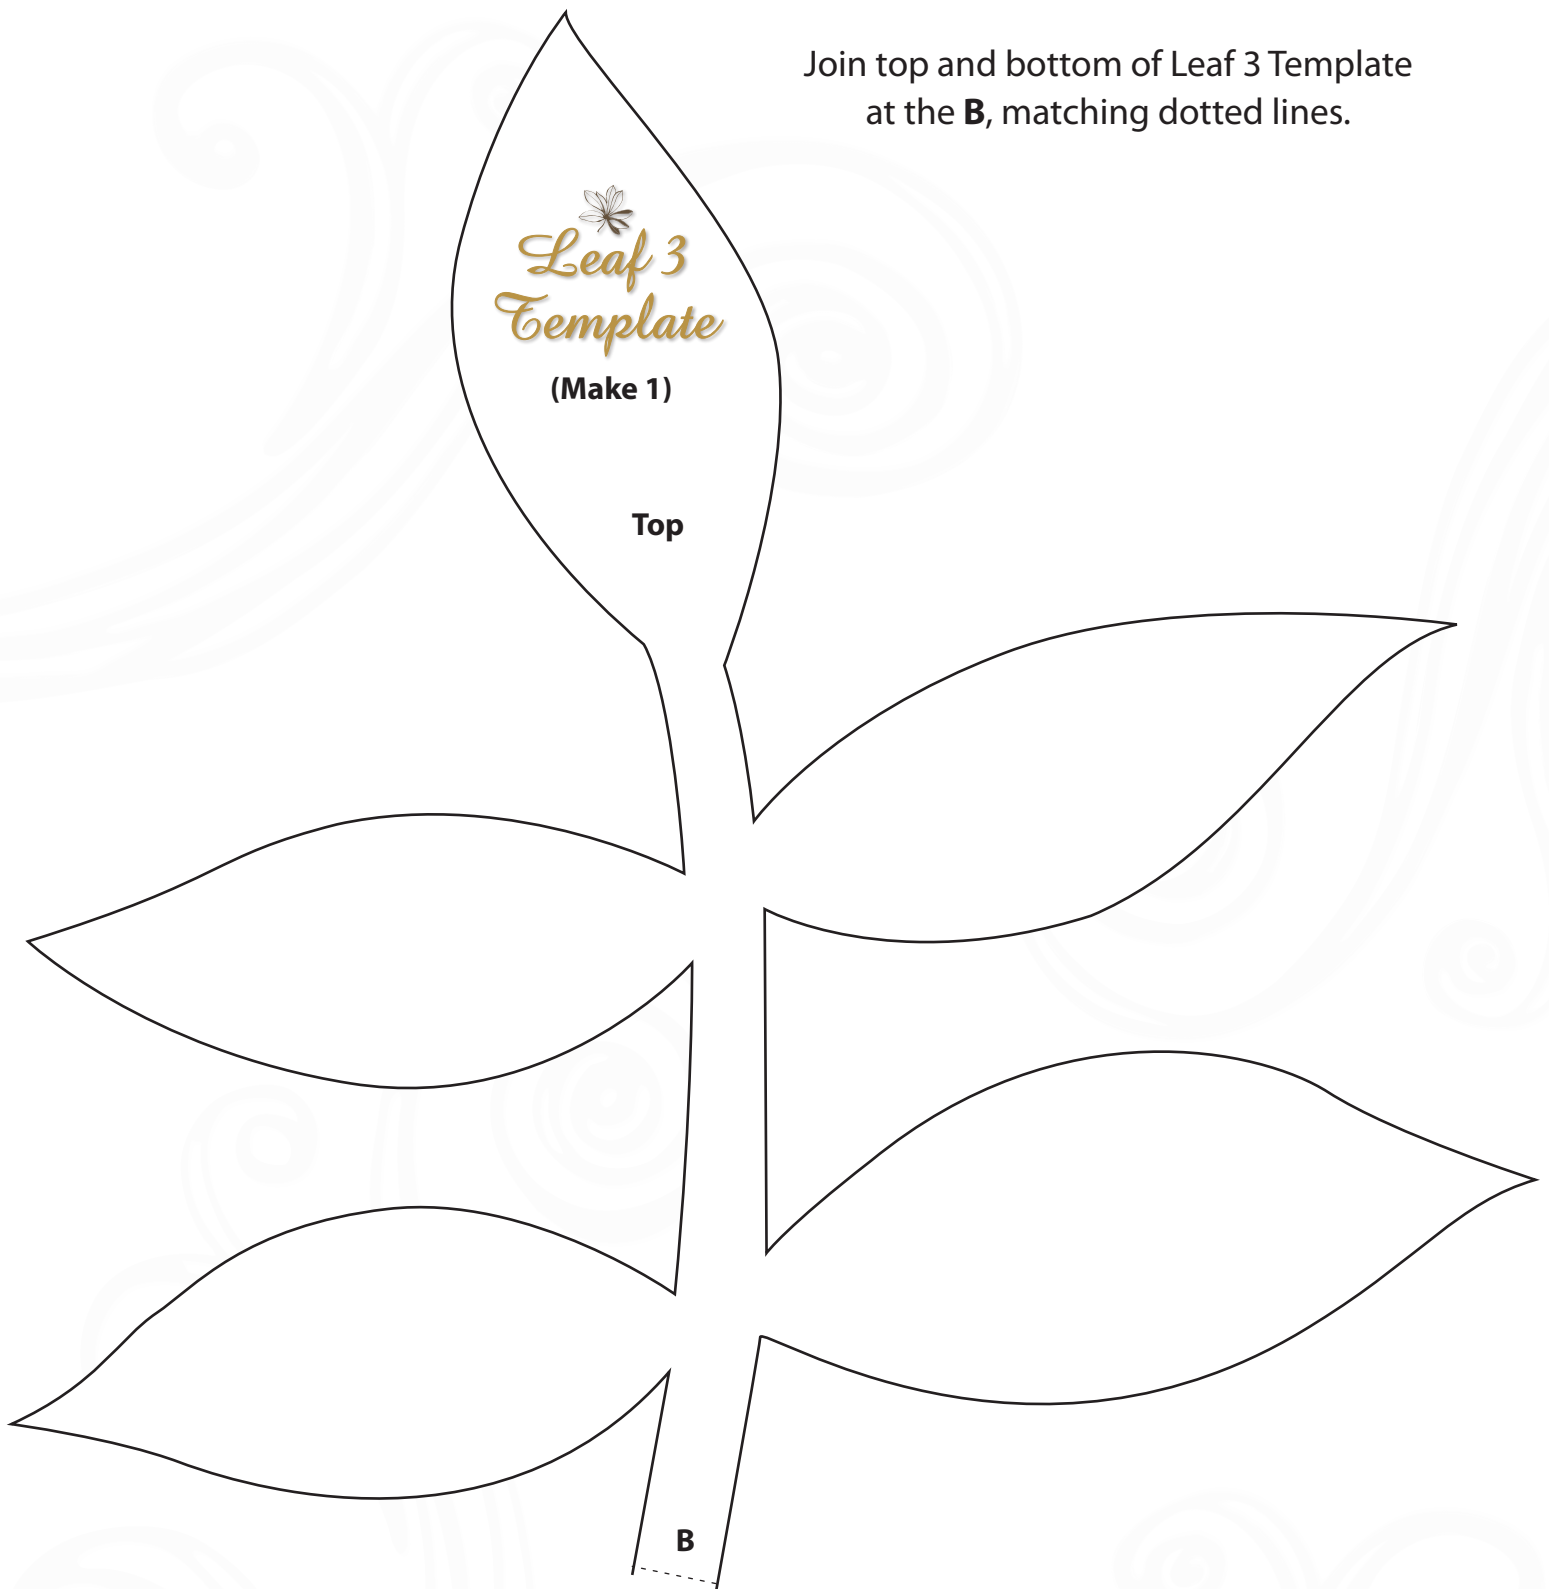 Join top and bottom of Leaf 3 Template
at the B, matching dotted lines.
Leaf 3
Template
(Make 1)
Top
B